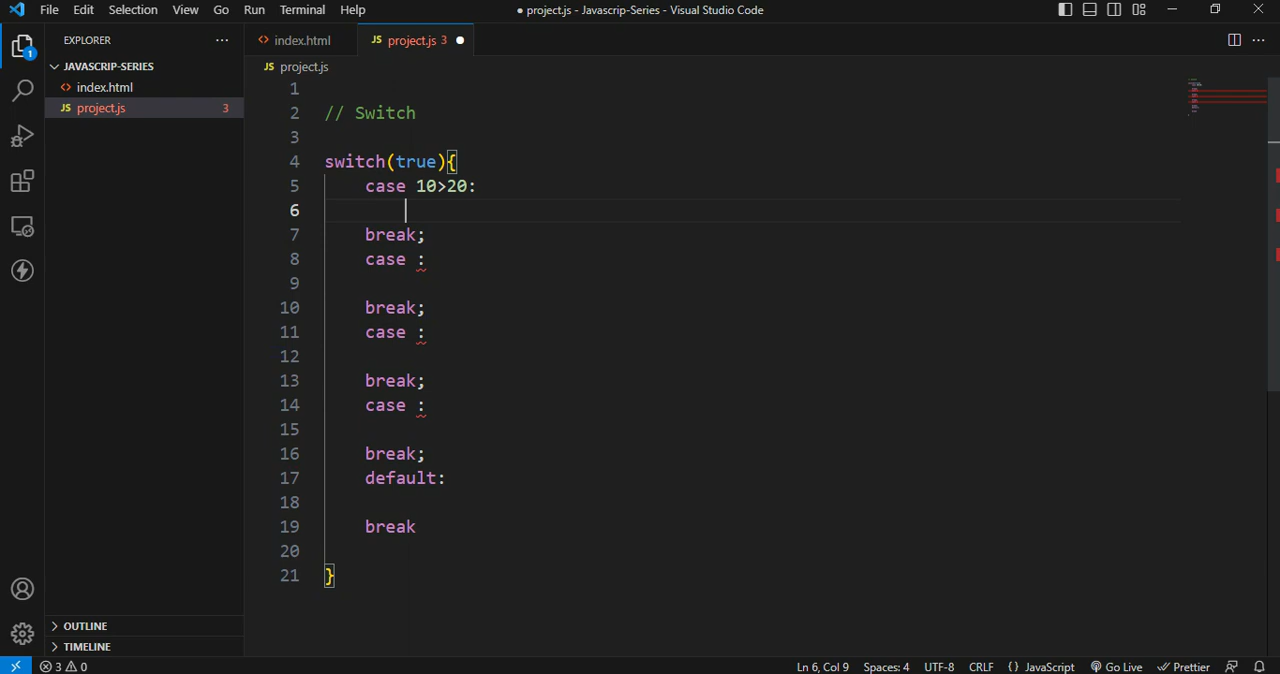 File Edit Selection View Go Run Terminal Help
● project.js - Javascrip-Series - Visual Studio Code
EXPLORER
index.html
JS project.js 3
JAVASCRIP-SERIES
index.html
JS project.js 3
JS project.js
1
2 // Switch
3
4 switch(true){
5 case 10>20:
6
7 break;
8 case :
9
10 break;
11 case :
12
13 break;
14 case :
15
16 break;
17 default:
18
19 break
20
21 }
1
OUTLINE
TIMELINE
3 0 Ln 6, Col 9 Spaces: 4 UTF-8 CRLF {} JavaScript Go Live Prettier